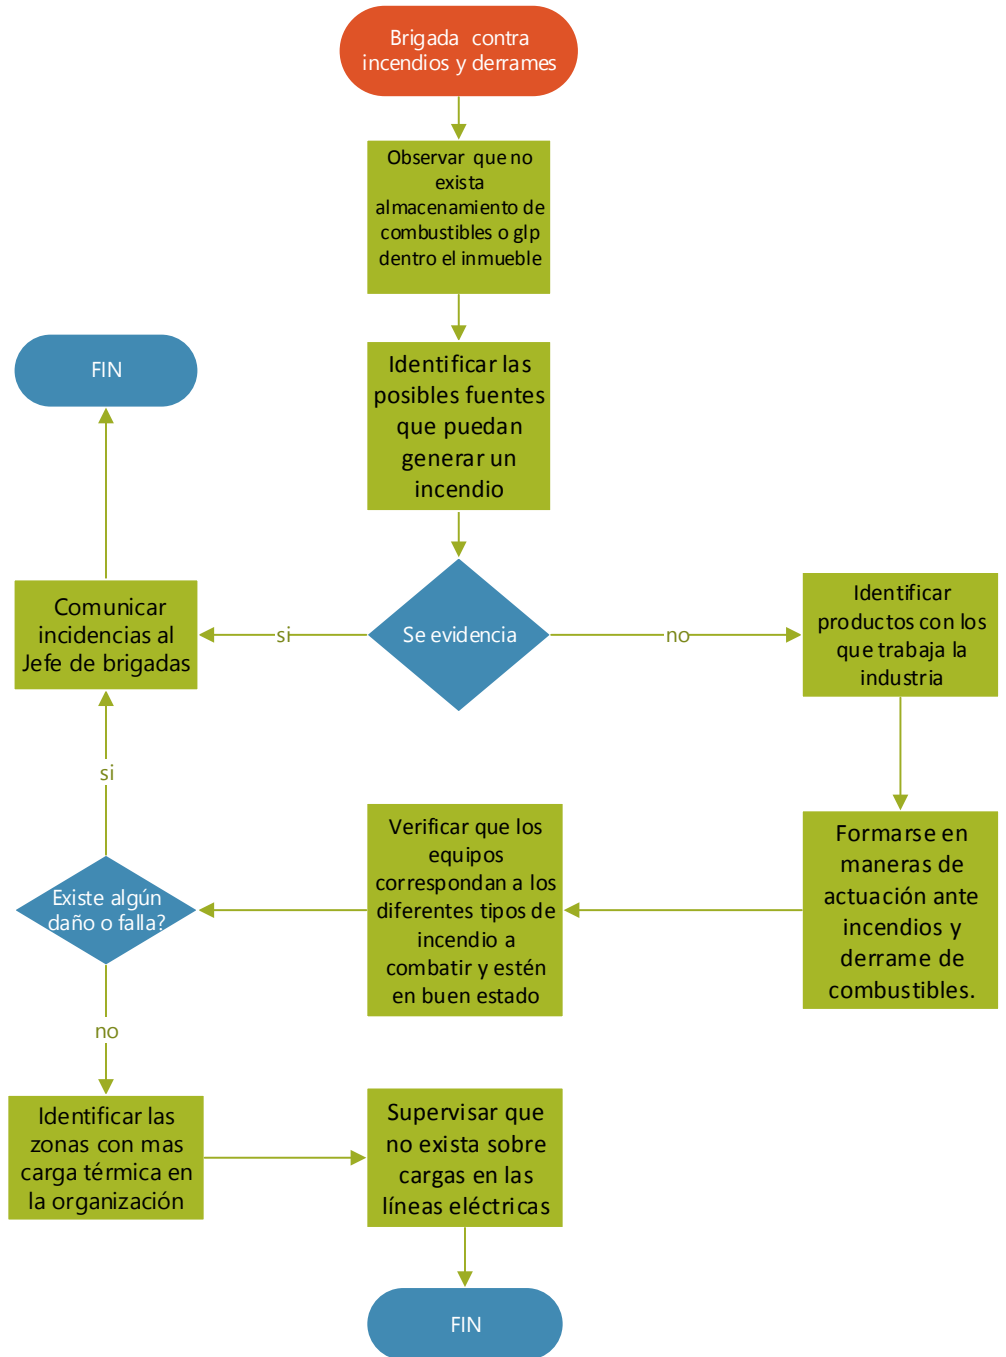 Brigada contra
incendios y derrames
Observar que no
exista
almacenamiento de
combustibles o glp
dentro el inmueble
FIN
Identificar las
posibles fuentes
que puedan
generar un
incendio
Comunicar
incidencias al
Jefe de brigadas
si
Se evidencia
no
Identificar
productos con los
que trabaja la
industria
si
Existe algún
daño o falla?
Verificar que los
equipos
correspondan a los
diferentes tipos de
incendio a
combatir y estén
en buen estado
Formarse en
maneras de
actuación ante
incendios y
derrame de
combustibles.
no
Identificar las
zonas con mas
carga térmica en
la organización
Supervisar que
no exista sobre
cargas en las
líneas eléctricas
FIN